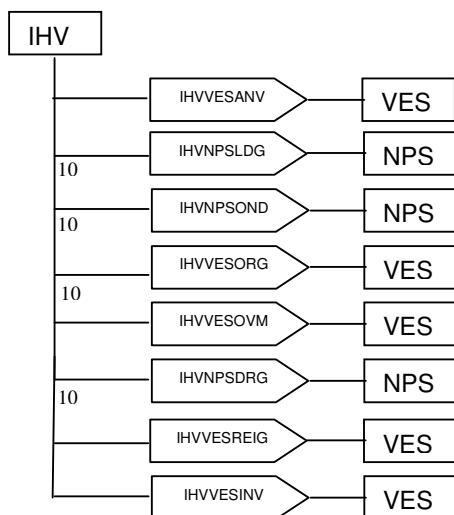 IHV
IHVVESANV VES
IHVNPSLDG NPS
10
IHVNPSOND NPS
10
IHVVESORG VES
10
IHVVESOVM VES
IHVNPSDRG NPS
10
IHVVESREIG VES
IHVVESINV VES